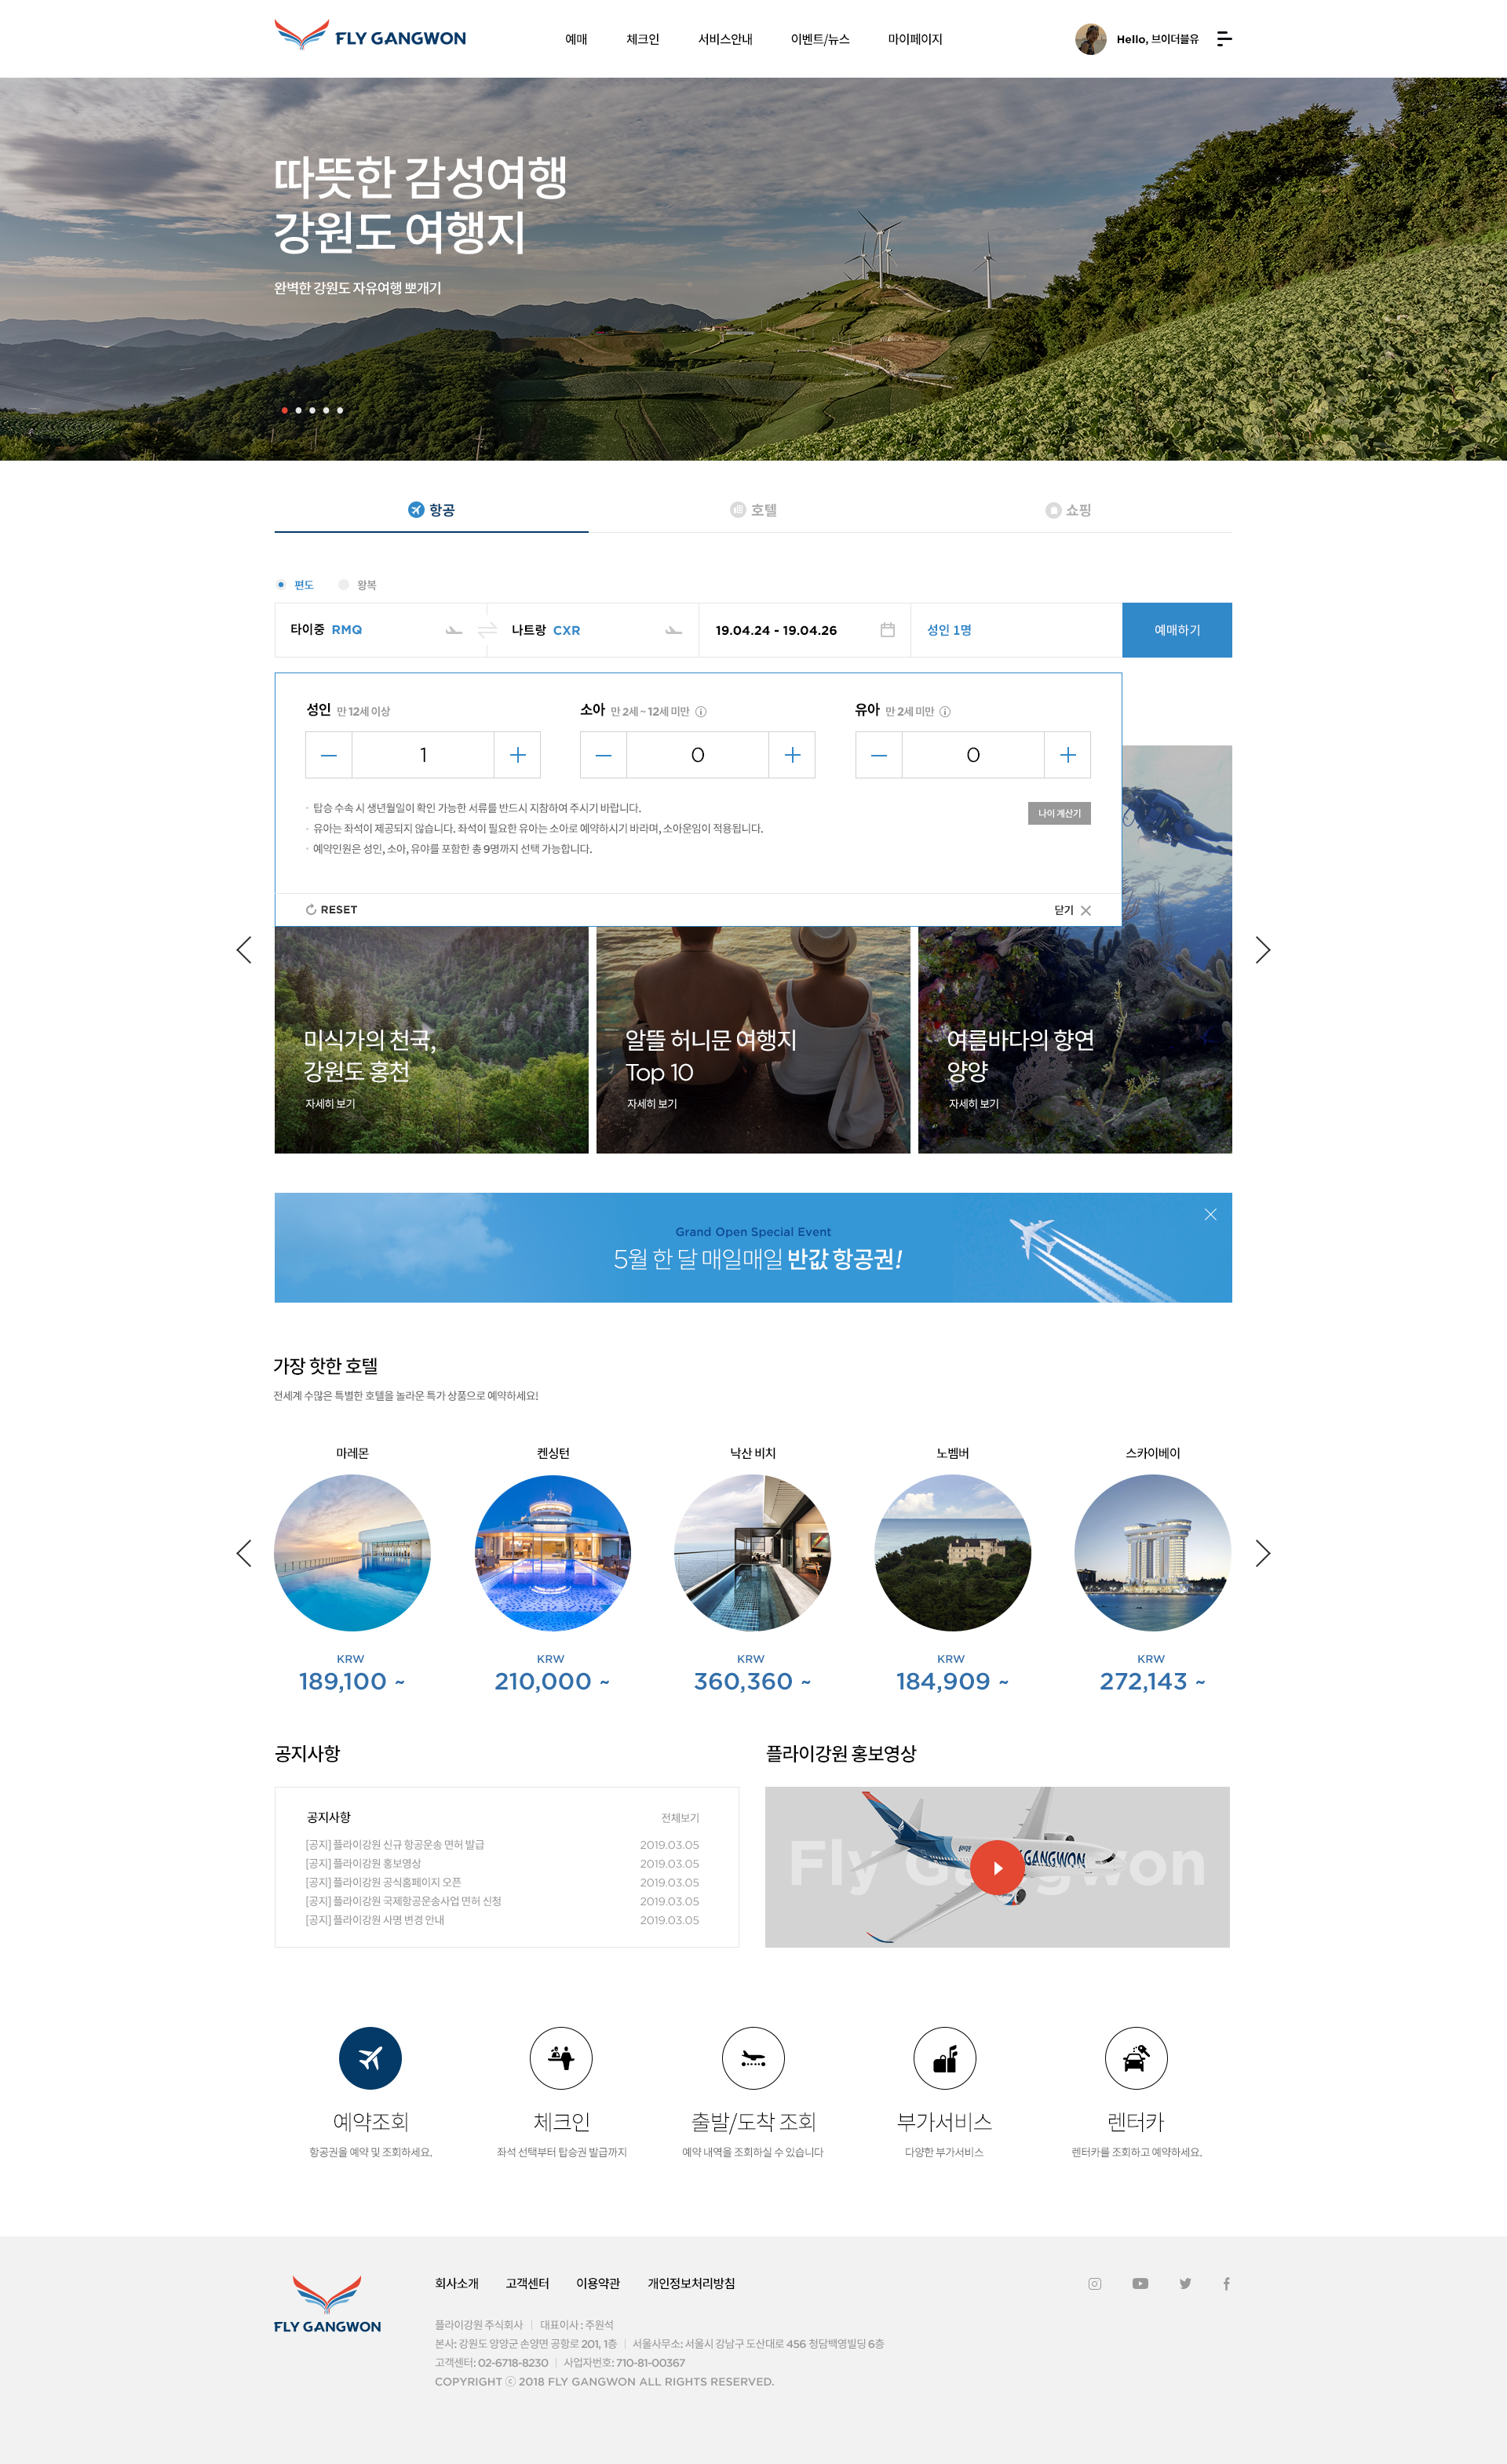 FLY GANGWON
예매 체크인 서비스안내 이벤트/뉴스 마이페이지
Hello, 브이더블유
따뜻한 감성여행
강원도 여행지
완벽한 강원도 자유여행 뽀개기
항공
호텔
쇼핑
편도 왕복
타이중 RMQ
나트랑 CXR
19.04.24 - 19.04.26
성인 1명
예매하기
성인 만 12세 이상
소아 만 2세 ~ 12세 미만
유아 만 2세 미만
1
0
0
탑승 수속 시 생년월일이 확인 가능한 서류를 반드시 지참하여 주시기 바랍니다.
유아는 좌석이 제공되지 않습니다. 좌석이 필요한 유아는 소아로 예약하시기 바라며, 소아운임이 적용됩니다.
예약인원은 성인, 소아, 유아를 포함한 총 9명까지 선택 가능합니다.
나이 계산기
RESET
닫기
미식가의 천국,
강원도 홍천
자세히 보기
알뜰 허니문 여행지
Top 10
자세히 보기
여름바다의 향연
양양
자세히 보기
Grand Open Special Event
5월 한 달 매일매일 반값 항공권!
가장 핫한 호텔
전세계 수많은 특별한 호텔을 놀라운 특가 상품으로 예약하세요!
마레몬
켄싱턴
낙산 비치
노벰버
스카이베이
KRW
189,100 ~
KRW
210,000 ~
KRW
360,360 ~
KRW
184,909 ~
KRW
272,143 ~
공지사항
공지사항 전체보기
[공지] 플라이강원 신규 항공운송 면허 발급 2019.03.05
[공지] 플라이강원 홍보영상 2019.03.05
[공지] 플라이강원 공식홈페이지 오픈 2019.03.05
[공지] 플라이강원 국제항공운송사업 면허 신청 2019.03.05
[공지] 플라이강원 사명 변경 안내 2019.03.05
플라이강원 홍보영상
Fly Gangwon
GANGWON
예약조회
항공권을 예약 및 조회하세요.
체크인
좌석 선택부터 탑승권 발급까지
출발/도착 조회
예약 내역을 조회하실 수 있습니다
부가서비스
다양한 부가서비스
렌터카
렌터카를 조회하고 예약하세요.
FLY GANGWON
회사소개 고객센터 이용약관 개인정보처리방침
플라이강원 주식회사 | 대표이사 : 주원석
본사: 강원도 양양군 손양면 공항로 201, 1층 | 서울사무소: 서울시 강남구 도산대로 456 청담백영빌딩 6층
고객센터: 02-6718-8230 | 사업자번호: 710-81-00367
COPYRIGHT ⓒ 2018 FLY GANGWON ALL RIGHTS RESERVED.